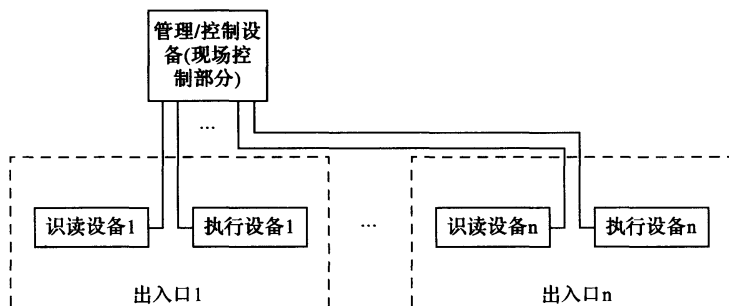 管理/控制设
备(现场控
制部分)
...
识读设备1
执行设备1
...
识读设备n
执行设备n
出入口1
出入口n